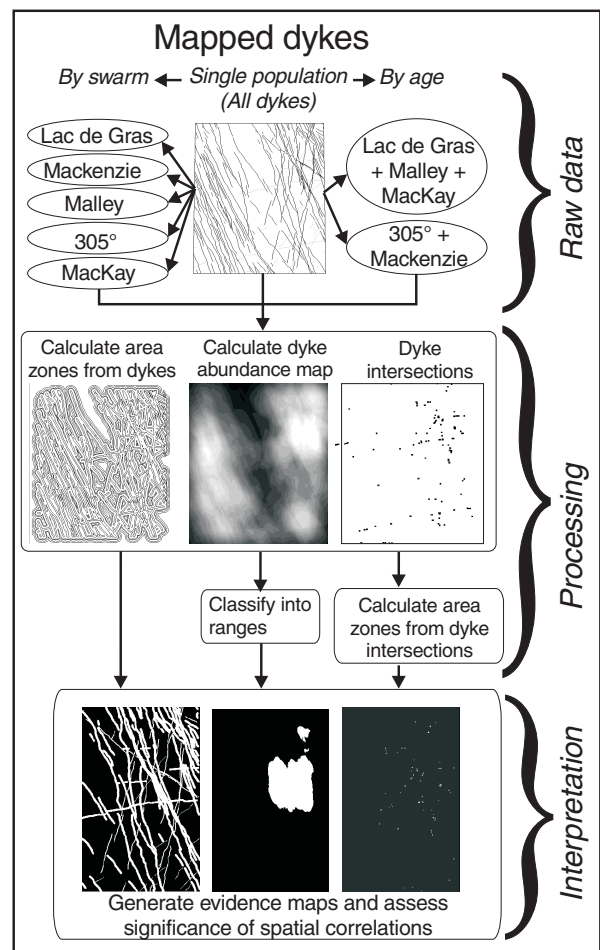 Mapped dykes
By swarm
Single population
(All dykes)
By age
Lac de Gras
Mackenzie
Malley
305°
MacKay
Lac de Gras
+ Malley +
MacKay
305° +
Mackenzie
Raw data
Calculate area
zones from dykes
Calculate dyke
abundance map
Dyke
intersections
Classify into
ranges
Calculate area
zones from dyke
intersections
Processing
Generate evidence maps and assess
significance of spatial correlations
Interpretation